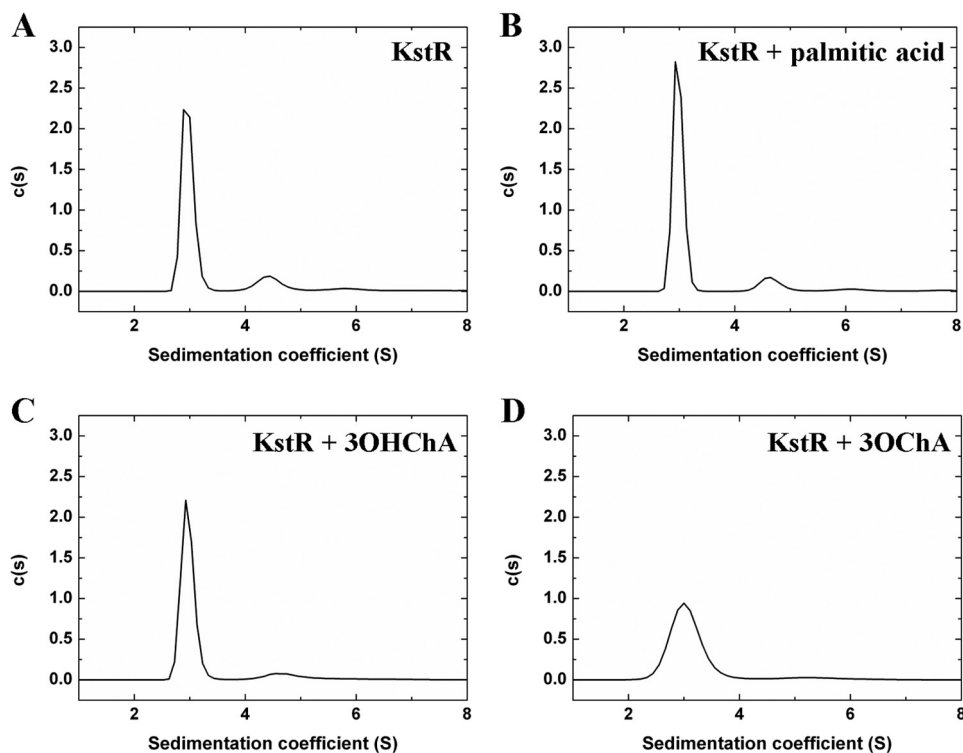 A
KstR
3.0
2.5
2.0
1.5
1.0
0.5
0.0
c(s)
2 4 6 8
Sedimentation coefficient (S)
B
KstR + palmitic acid
3.0
2.5
2.0
1.5
1.0
0.5
0.0
c(s)
2 4 6 8
Sedimentation coefficient (S)
C
KstR + 3OHChA
3.0
2.5
2.0
1.5
1.0
0.5
0.0
c(s)
2 4 6 8
Sedimentation coefficient (S)
D
KstR + 3OChA
3.0
2.5
2.0
1.5
1.0
0.5
0.0
c(s)
2 4 6 8
Sedimentation coefficient (S)